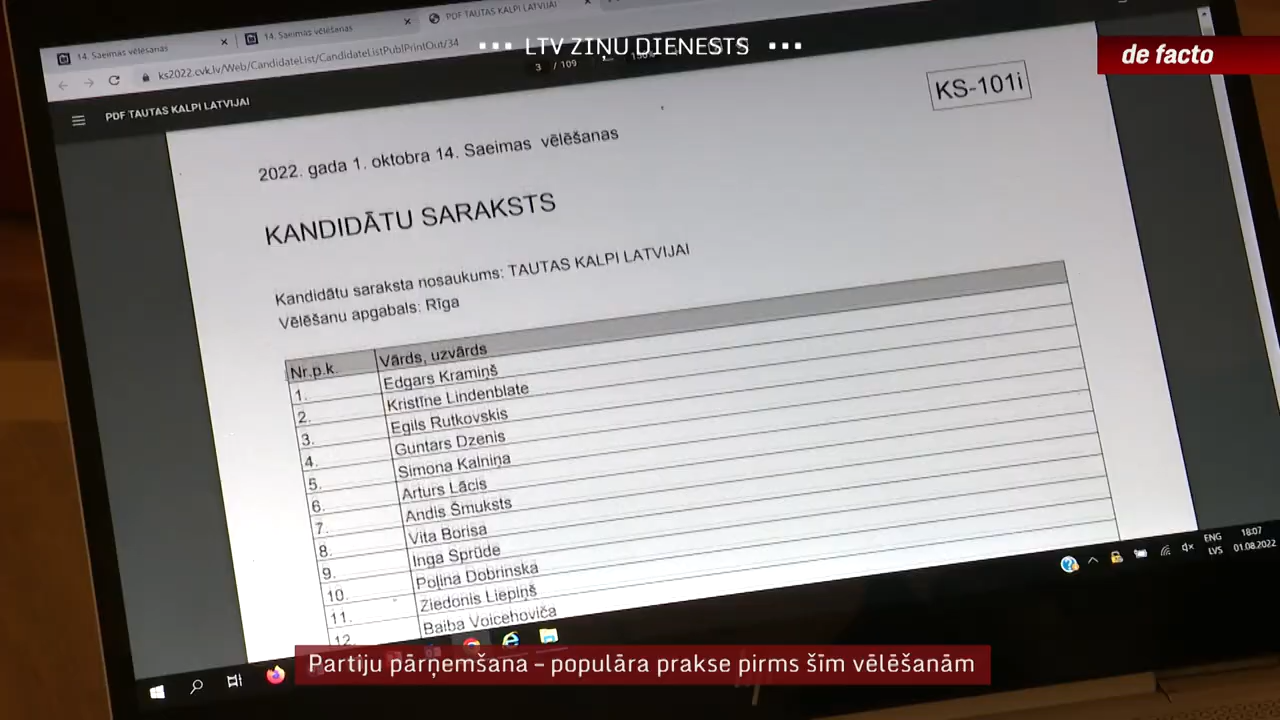 14. Saeimas vēlēšanas
14. Saeimas vēlēšanas
PDF TAUTAS KALPI LATVIJAI
ks2022.cvk.lv/Web/CandidateList/CandidateListPublPrintOut/34
LTV ZIŅU DIENESTS
de facto
PDF TAUTAS KALPI LATVIJAI
3 / 109
KS-101i
2022. gada 1. oktobra 14. Saeimas vēlēšanas
KANDIDĀTU SARAKSTS
Kandidātu saraksta nosaukums: TAUTAS KALPI LATVIJAI
Vēlēšanu apgabals: Rīga
Nr.p.k. Vārds, uzvārds
1. Edgars Kramiņš
2. Kristīne Lindenblate
3. Egils Rutkovskis
4. Guntars Dzenis
5. Simona Kalniņa
6. Arturs Lācis
7. Andis Šmuksts
8. Vita Borisa
9. Inga Sprūde
10. Poļina Dobrinska
11. Ziedonis Liepiņš
12. Baiba Voicehoviča
ENG 18:07
LVS 01.08.2022
Partiju pārņemšana – populāra prakse pirms šīm vēlēšanām